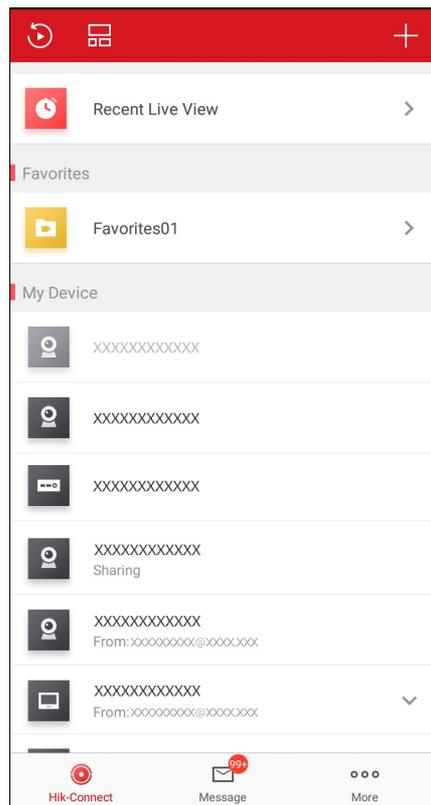 Recent Live View
Favorites
Favorites01
My Device
XXXXXXXXXXXX
XXXXXXXXXXXX
XXXXXXXXXXXX
XXXXXXXXXXXX
Sharing
XXXXXXXXXXXX
From:XXXXXXXXX@XXXX.XXX
XXXXXXXXXXXX
From:XXXXXXXXX@XXXX.XXX
99+
Hik-Connect
Message
More